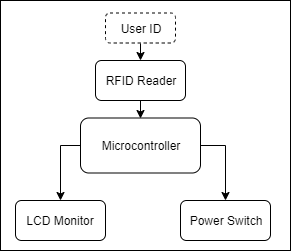 User ID
RFID Reader
Microcontroller
LCD Monitor
Power Switch